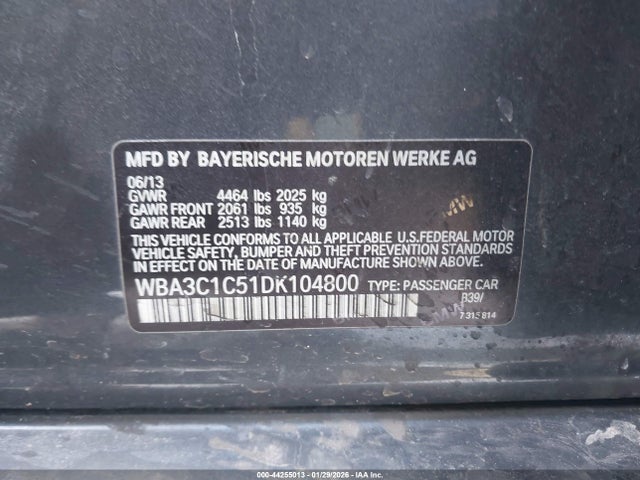 MFD BY BAYERISCHE MOTOREN WERKE AG
06/13
GVWR 4464 lbs 2025 kg
GAWR FRONT 2061 lbs 935 kg
GAWR REAR 2513 lbs 1140 kg
THIS VEHICLE CONFORMS TO ALL APPLICABLE U.S.FEDERAL MOTOR
VEHICLE SAFETY, BUMPER AND THEFT PREVENTION STANDARDS
IN EFFECT ON THE DATE OF MANUFACTURE SHOWN ABOVE.
WBA3C1C51DK104800 TYPE: PASSENGER CAR
B39/
7 315 814
000-44255013 - 01/29/2026 - IAA Inc.